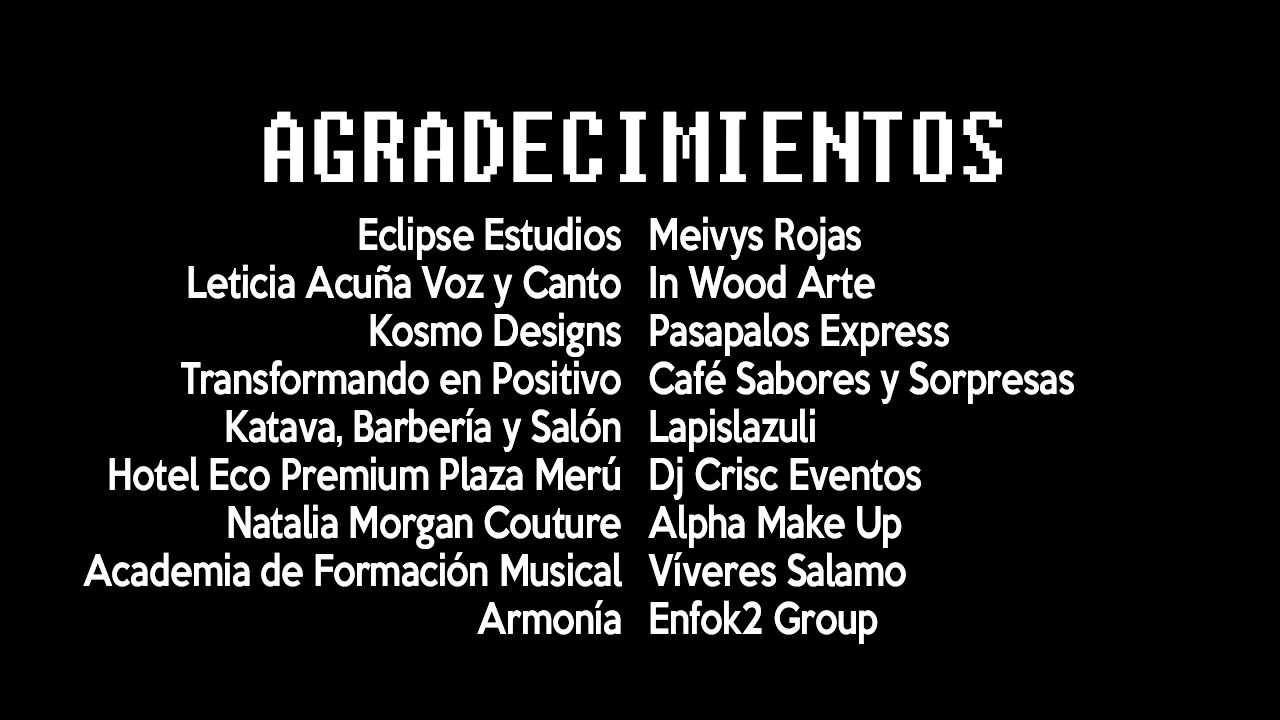 AGRADECIMIENTOS
Eclipse Estudios
Leticia Acuña Voz y Canto
Kosmo Designs
Transformando en Positivo
Katava, Barbería y Salón
Hotel Eco Premium Plaza Merú
Natalia Morgan Couture
Academia de Formación Musical
Armonía
Meivys Rojas
In Wood Arte
Pasapalos Express
Café Sabores y Sorpresas
Lapislazuli
Dj Crisc Eventos
Alpha Make Up
Víveres Salamo
Enfok2 Group